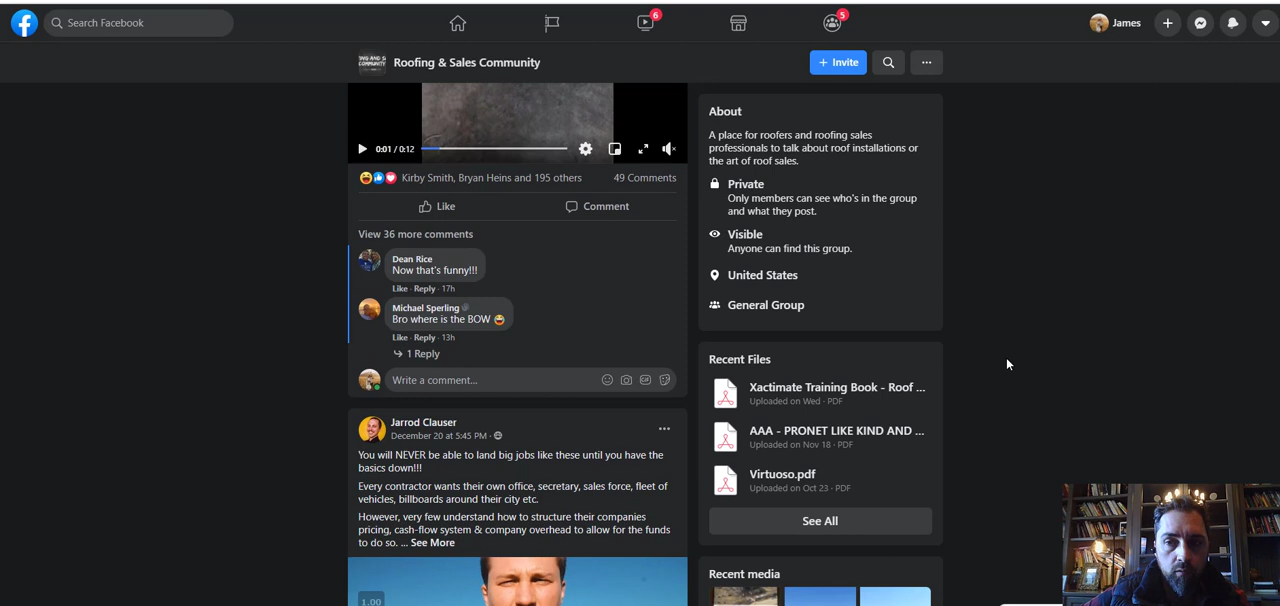 Search Facebook
6
5
James
Roofing & Sales Community
Invite
0:01 / 0:12
Kirby Smith, Bryan Heins and 195 others
49 Comments
Like
Comment
View 36 more comments
Dean Rice
Now that's funny!!!
Like · Reply · 17h
Michael Sperling
Bro where is the BOW
Like · Reply · 13h
1 Reply
Write a comment...
GIF
Jarrod Clauser
December 20 at 5:45 PM ·
You will NEVER be able to land big jobs like these until you have the
basics down!!!
Every contractor wants their own office, secretary, sales force, fleet of
vehicles, billboards around their city etc.
However, very few understand how to structure their companies
pricing, cash-flow system & company overhead to allow for the funds
to do so. ... See More
1.00
About
A place for roofers and roofing sales
professionals to talk about roof installations or
the art of roof sales.
Private
Only members can see who's in the group
and what they post.
Visible
Anyone can find this group.
United States
General Group
Recent Files
Xactimate Training Book - Roof ...
Uploaded on Wed · PDF
AAA - PRONET LIKE KIND AND ...
Uploaded on Nov 18 · PDF
Virtuoso.pdf
Uploaded on Oct 23 · PDF
See All
Recent media